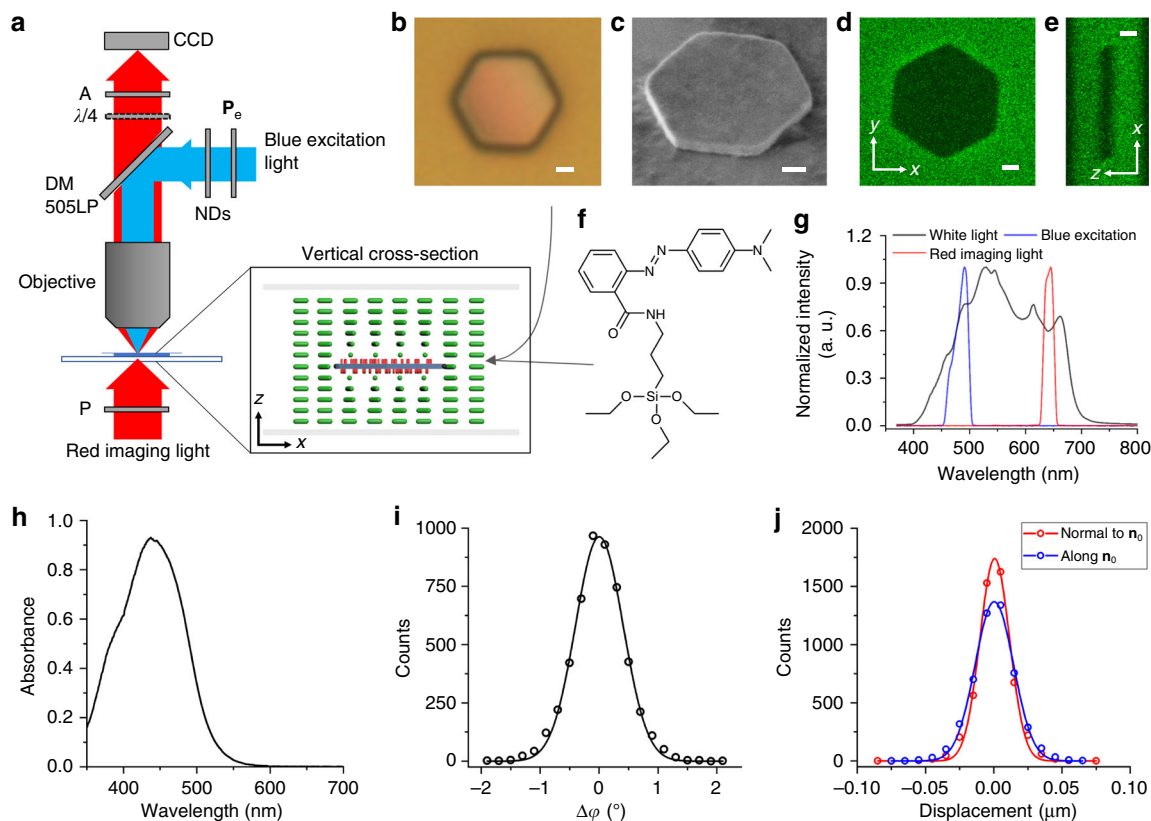 a
CCD
A
λ/4
Pₑ
Blue excitation
light
DM
505LP
NDs
Objective
Vertical cross-section
z
x
P
Red imaging light
b
c
d
y
x
e
x
z
f
N
N
N
O
NH
Si
O
O
O
g
White light
Blue excitation
Red imaging light
1.2
0.9
0.6
0.3
0.0
Normalized intensity
(a. u.)
400
500
600
700
800
Wavelength (nm)
h
1.0
0.8
0.6
0.4
0.2
0.0
Absorbance
400
500
600
700
Wavelength (nm)
i
1000
750
500
250
0
Counts
−2
−1
0
1
2
Δφ (°)
j
Normal to n₀
Along n₀
2000
1500
1000
500
0
Counts
−0.10
−0.05
0.00
0.05
0.10
Displacement (μm)